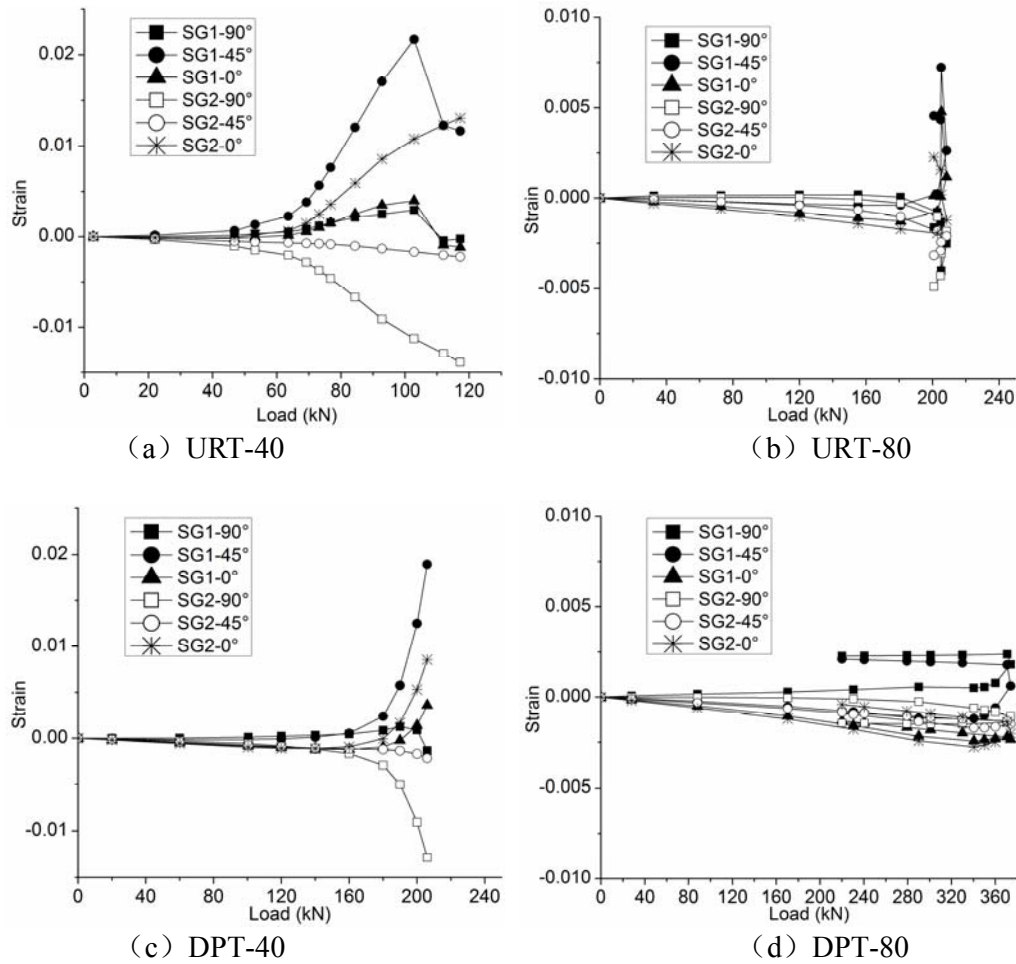 SG1-90°
SG1-45°
SG1-0°
SG2-90°
SG2-45°
SG2-0°
0.02
0.01
0.00
-0.01
Strain
0 20 40 60 80 100 120
Load (kN)
（a）URT-40
SG1-90°
SG1-45°
SG1-0°
SG2-90°
SG2-45°
SG2-0°
0.010
0.005
0.000
-0.005
-0.010
Strain
0 40 80 120 160 200 240
Load (kN)
（b）URT-80
SG1-90°
SG1-45°
SG1-0°
SG2-90°
SG2-45°
SG2-0°
0.02
0.01
0.00
-0.01
Strain
0 40 80 120 160 200 240
Load (kN)
（c）DPT-40
SG1-90°
SG1-45°
SG1-0°
SG2-90°
SG2-45°
SG2-0°
0.010
0.005
0.000
-0.005
-0.010
Strain
0 40 80 120 160 200 240 280 320 360
Load (kN)
（d）DPT-80